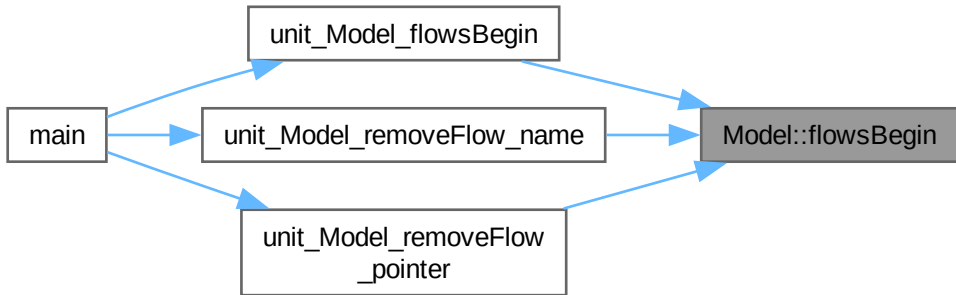 unit_Model_flowsBegin
main
unit_Model_removeFlow_name
Model::flowsBegin
unit_Model_removeFlow
_pointer